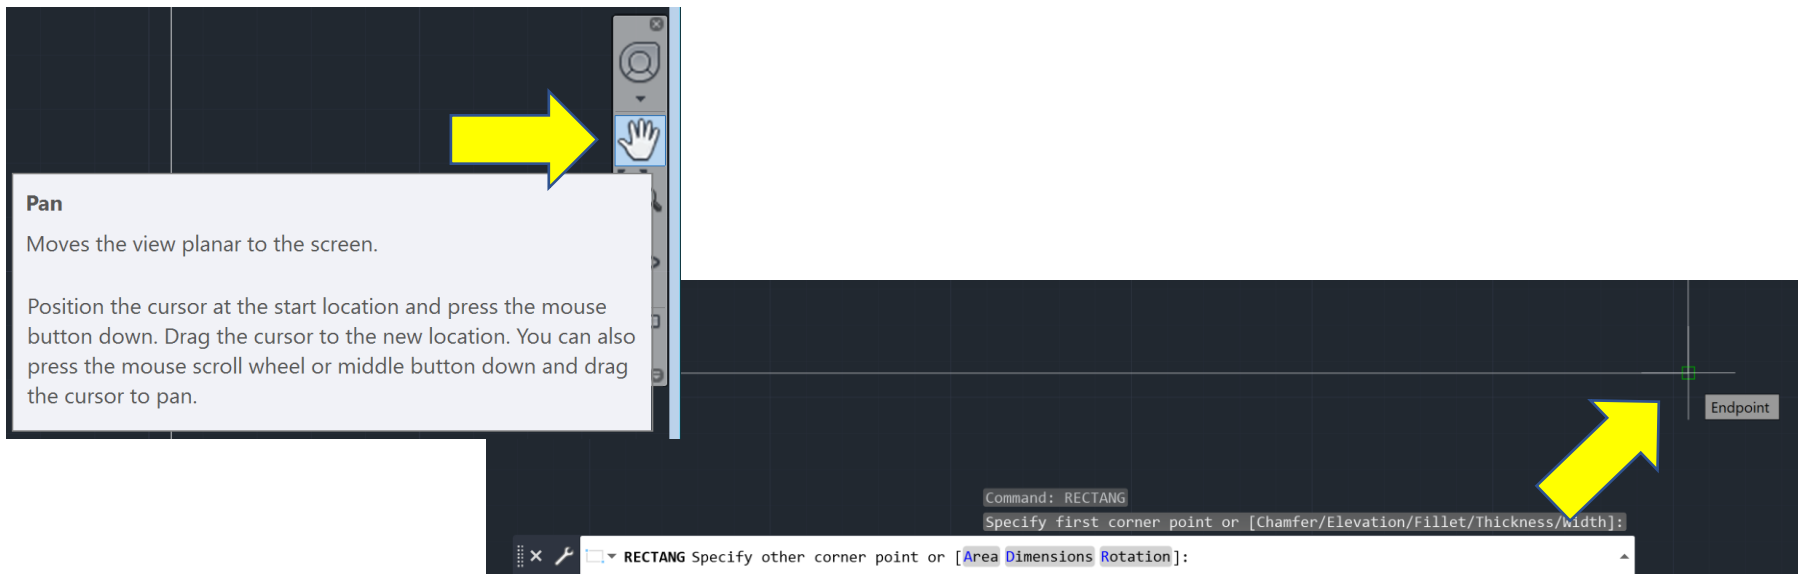 Pan
Moves the view planar to the screen.
Position the cursor at the start location and press the mouse
button down. Drag the cursor to the new location. You can also
press the mouse scroll wheel or middle button down and drag
the cursor to pan.
Endpoint
Command: RECTANG
Specify first corner point or [Chamfer/Elevation/Fillet/Thickness/Width]:
RECTANG Specify other corner point or [Area Dimensions Rotation]: